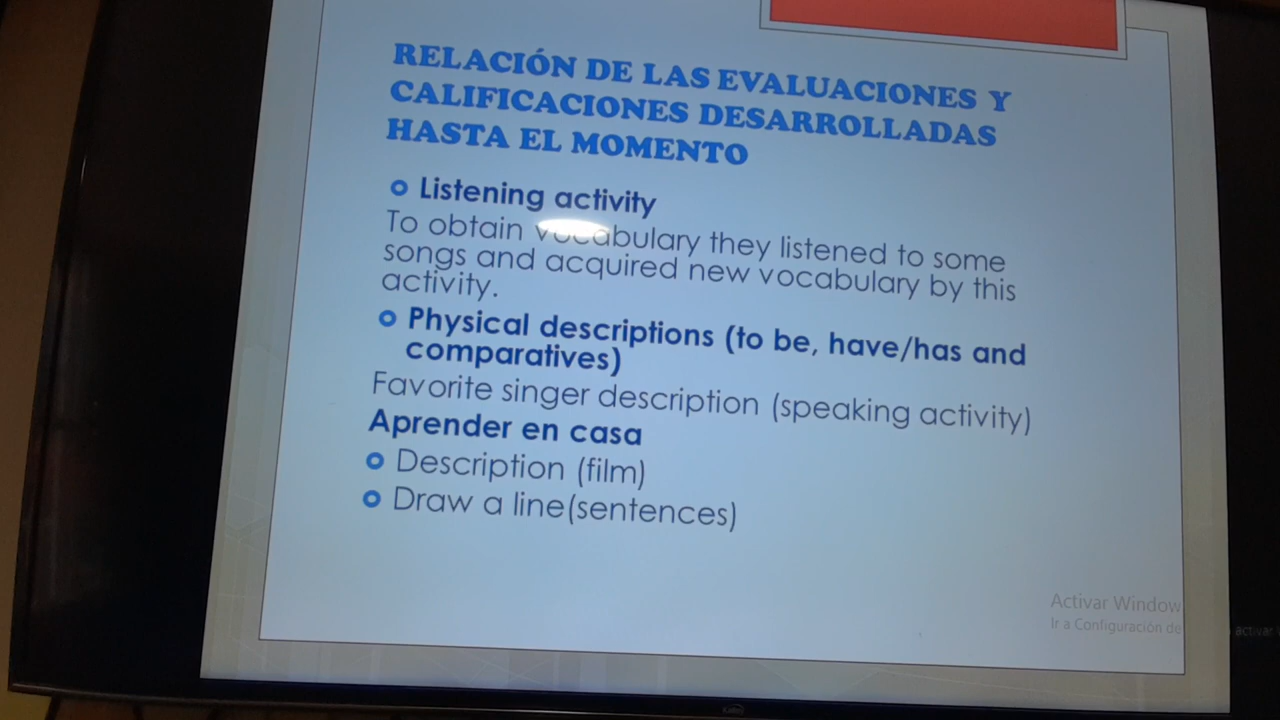 RELACIÓN DE LAS EVALUACIONES Y
CALIFICACIONES DESARROLLADAS
HASTA EL MOMENTO
Listening activity
To obtain vocabulary they listened to some
songs and acquired new vocabulary by this
activity.
Physical descriptions (to be, have/has and
comparatives)
Favorite singer description (speaking activity)
Aprender en casa
Description (film)
Draw a line(sentences)
Activar Window
Ir a Configuración de
activar